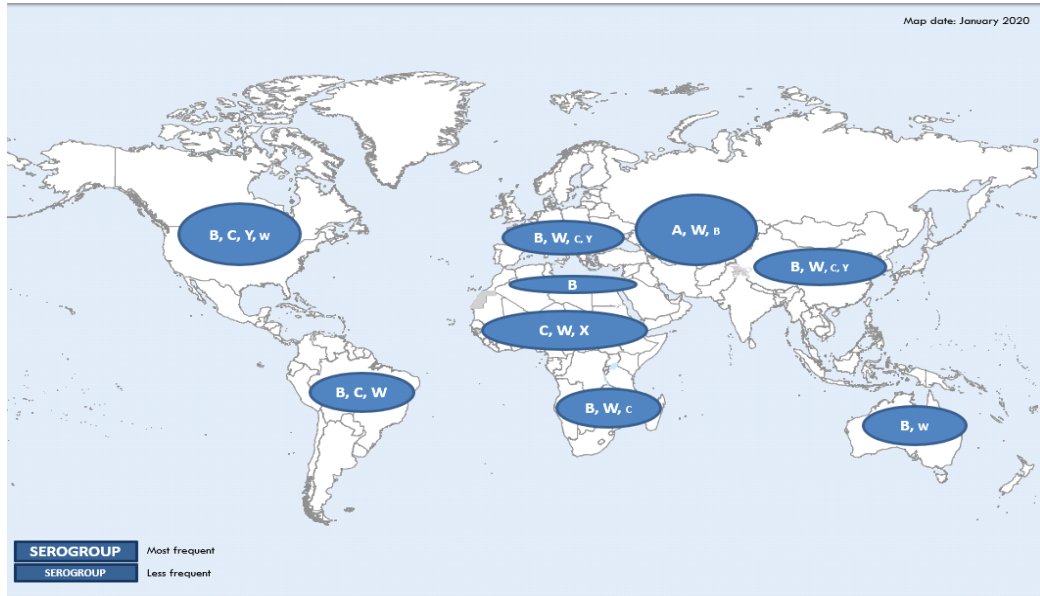 Map date: January 2020
B, C, Y, W
B, W, C, Y
A, W, B
B, W, C, Y
B
C, W, X
B, C, W
B, W, C
B, W
SEROGROUP Most frequent
SEROGROUP Less frequent